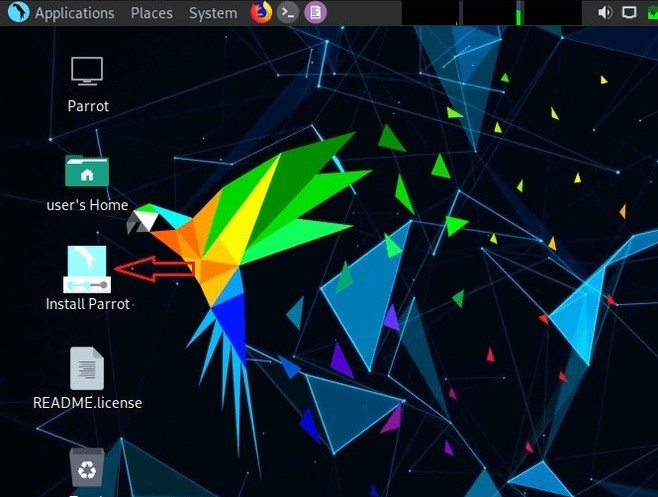 Applications Places System
Parrot
user's Home
Install Parrot
README.license